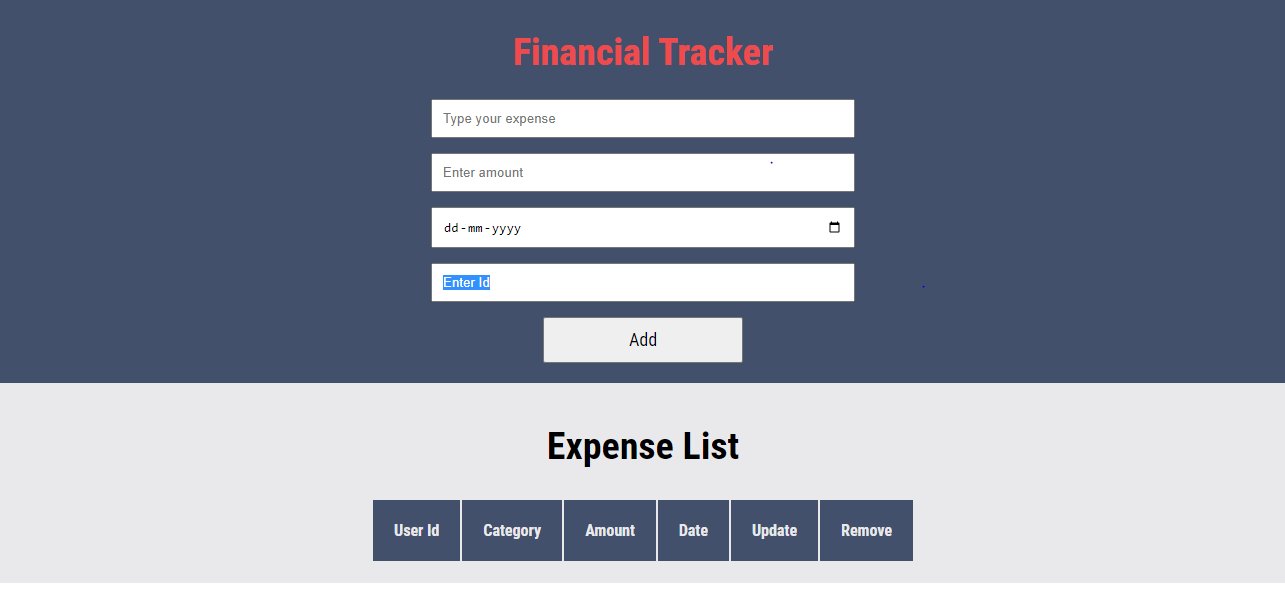 Financial Tracker
Type your expense
Enter amount
dd-mm-yyyy
Enter Id
Add
Expense List
User Id Category Amount Date Update Remove